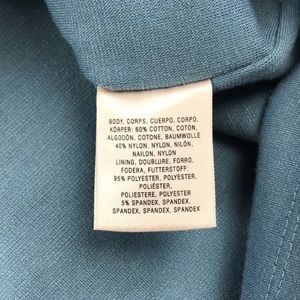 BODY, CORPS, CUERPO, CORPO,
KÖRPER: 60% COTTON, COTON,
ALGODÓN, COTONE, BAUMWOLLE
40% NYLON, NYLON, NILÓN,
NAILON, NYLON
LINING, DOUBLURE, FORRO,
FODERA, FUTTERSTOFF:
95% POLYESTER, POLYESTER,
POLIÉSTER,
POLIESTERE, POLYESTER
5% SPANDEX, SPANDEX,
SPANDEX, SPANDEX, SPANDEX